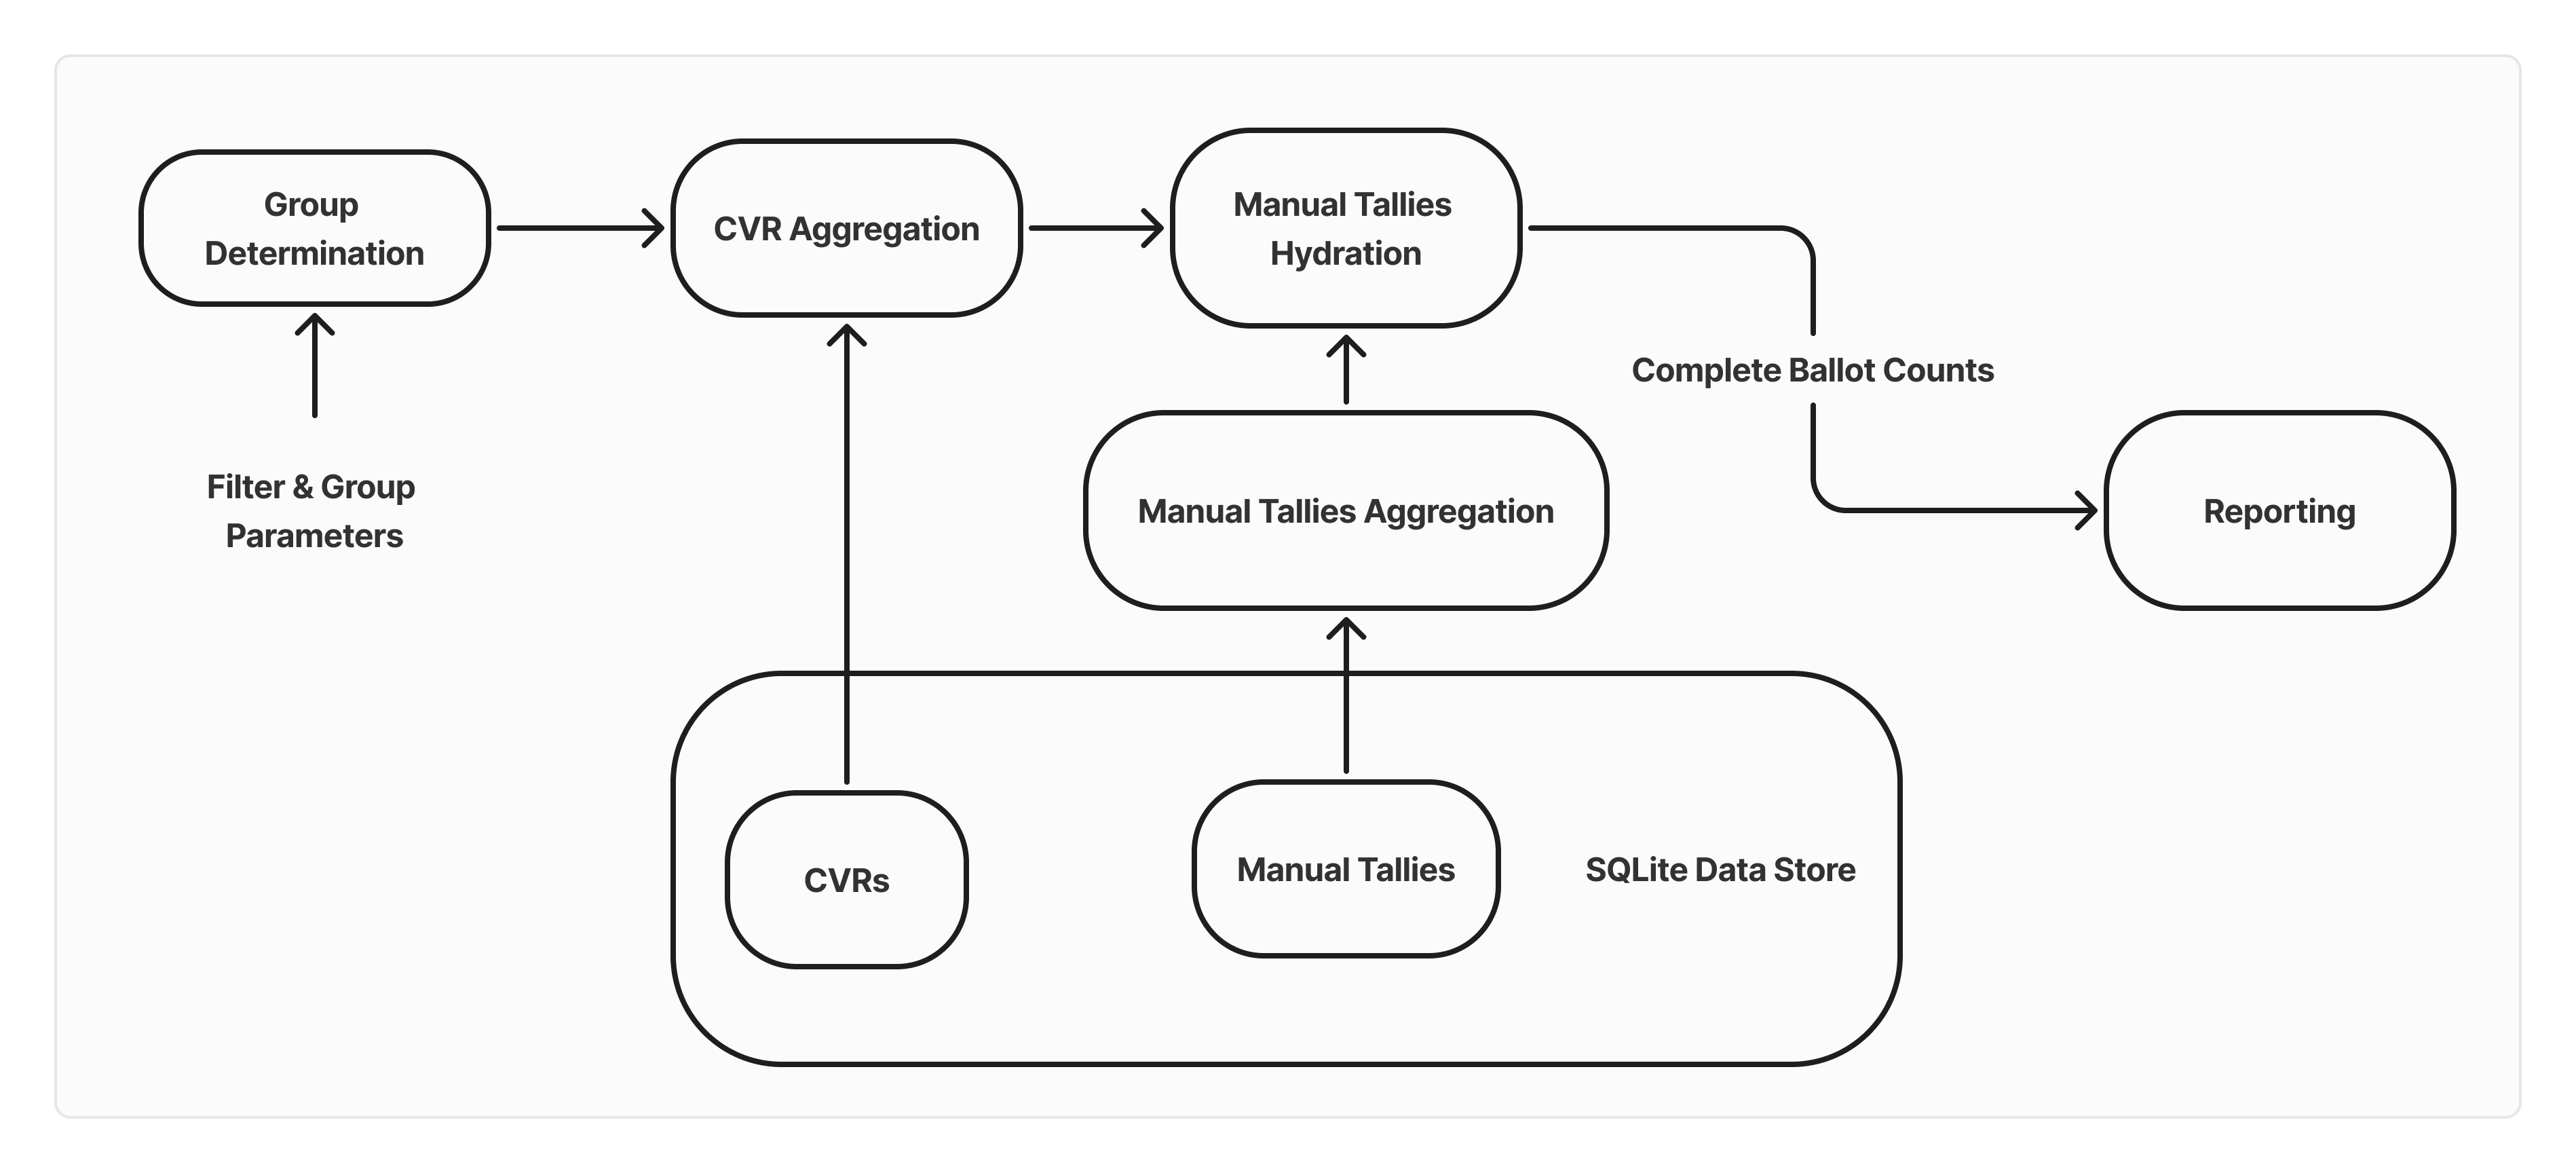 Group
Determination
CVR Aggregation
Manual Tallies
Hydration
Complete Ballot Counts
Filter & Group
Parameters
Manual Tallies Aggregation
Reporting
CVRs
Manual Tallies
SQLite Data Store